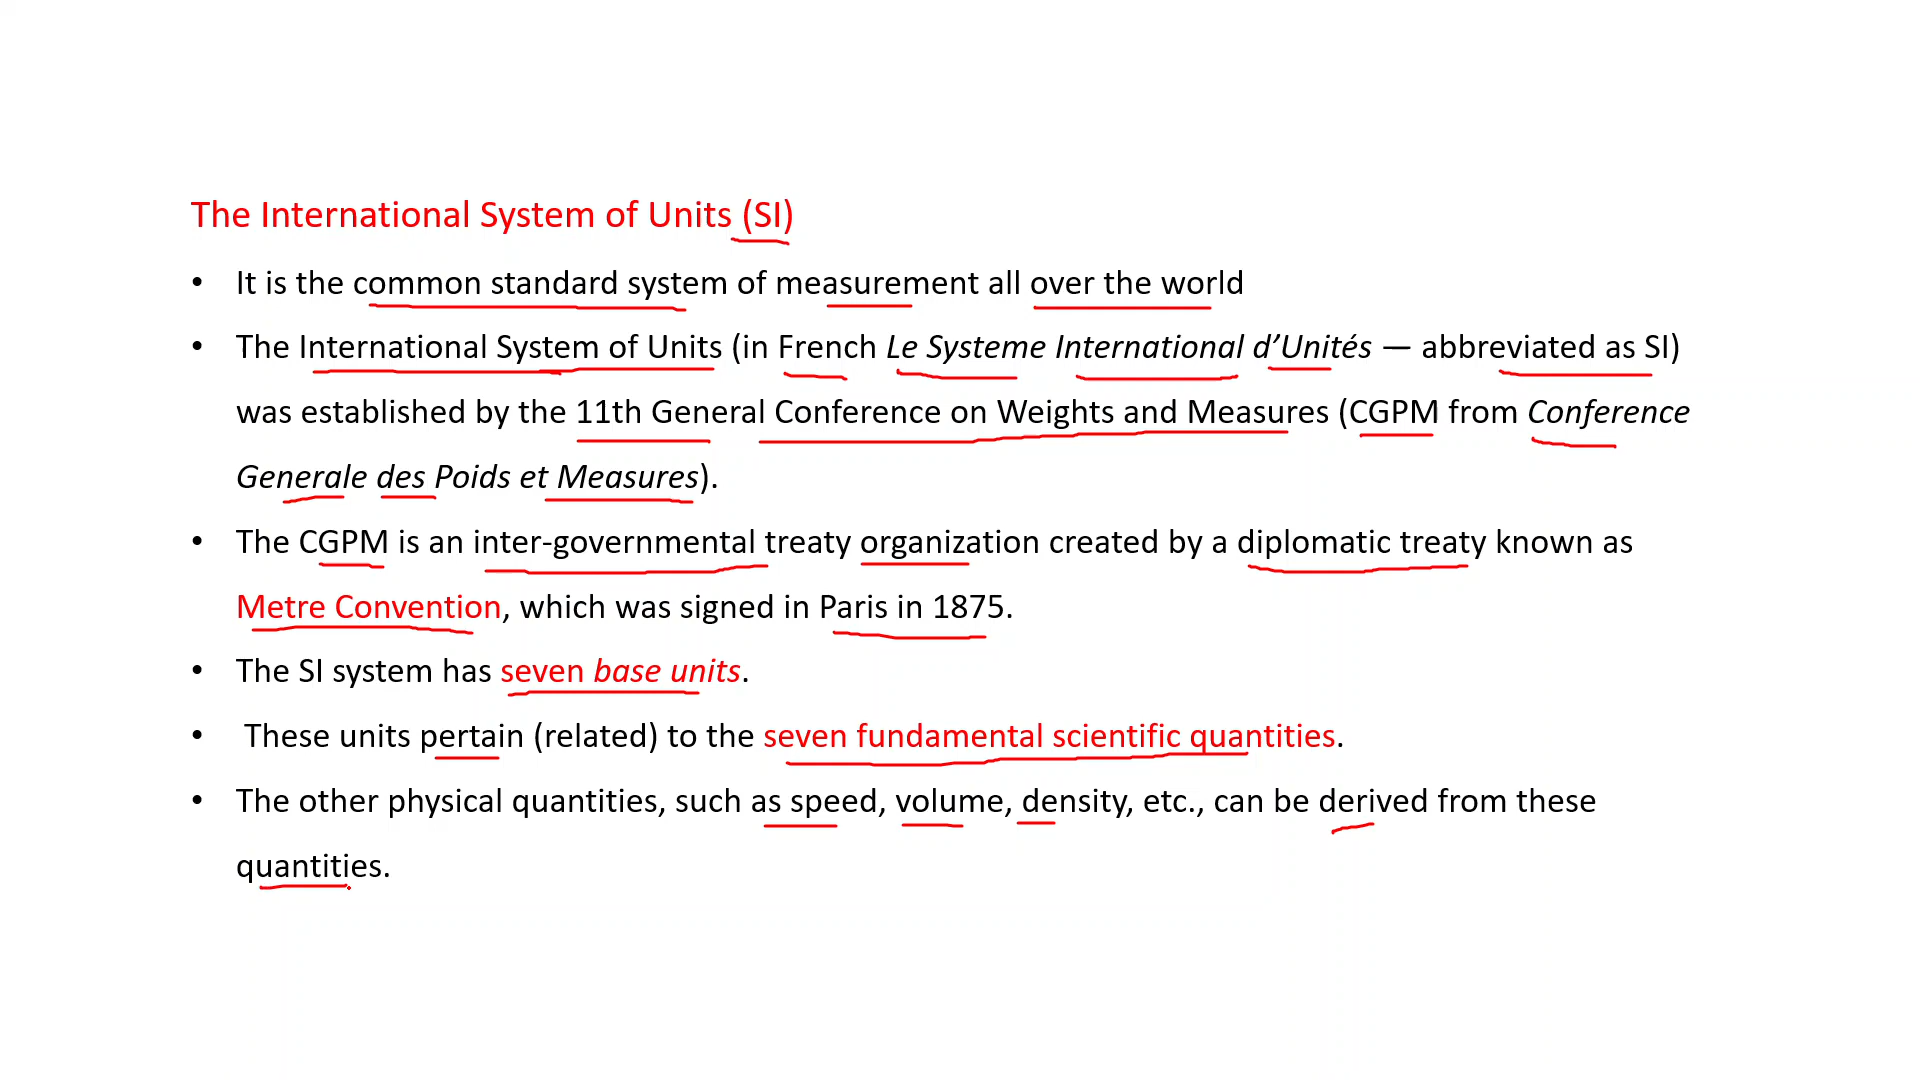 The International System of Units (SI)
• It is the common standard system of measurement all over the world
• The International System of Units (in French Le Systeme International d’Unités — abbreviated as SI)
was established by the 11th General Conference on Weights and Measures (CGPM from Conference
Generale des Poids et Measures).
• The CGPM is an inter-governmental treaty organization created by a diplomatic treaty known as
Metre Convention, which was signed in Paris in 1875.
• The SI system has seven base units.
• These units pertain (related) to the seven fundamental scientific quantities.
• The other physical quantities, such as speed, volume, density, etc., can be derived from these
quantities.